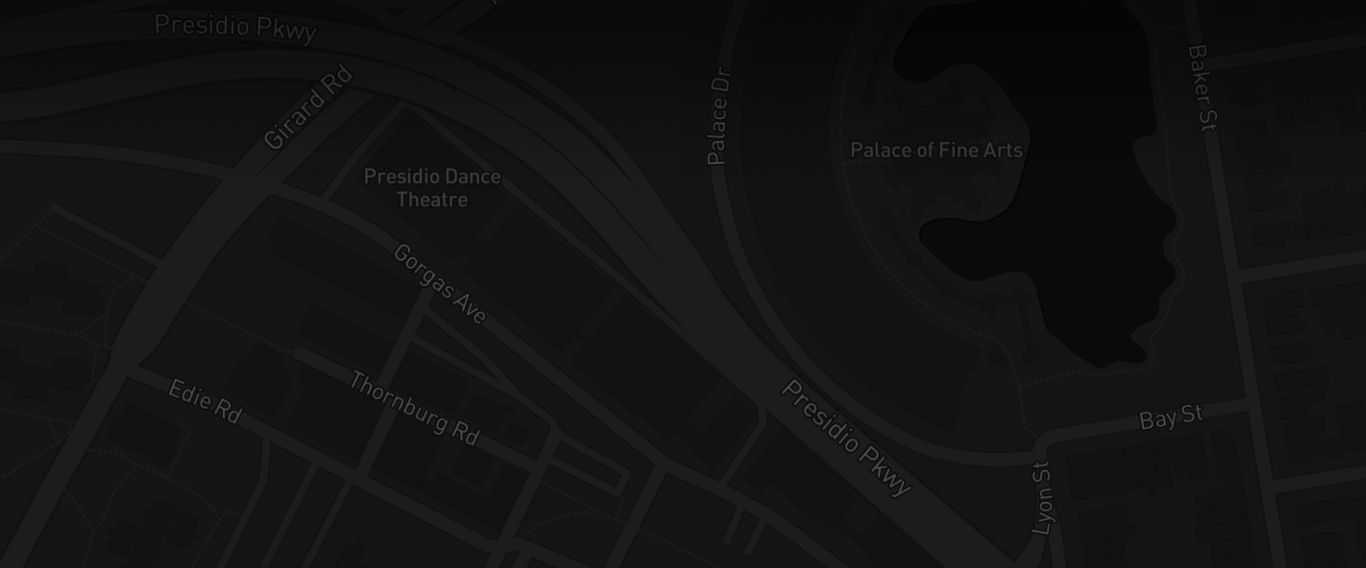 Presidio Pkwy
Girard Rd
Palace Dr
Baker St
Palace of Fine Arts
Presidio Dance
Theatre
Gorgas Ave
Thornburg Rd
Edie Rd
Presidio Pkwy
Bay St
Lyon St